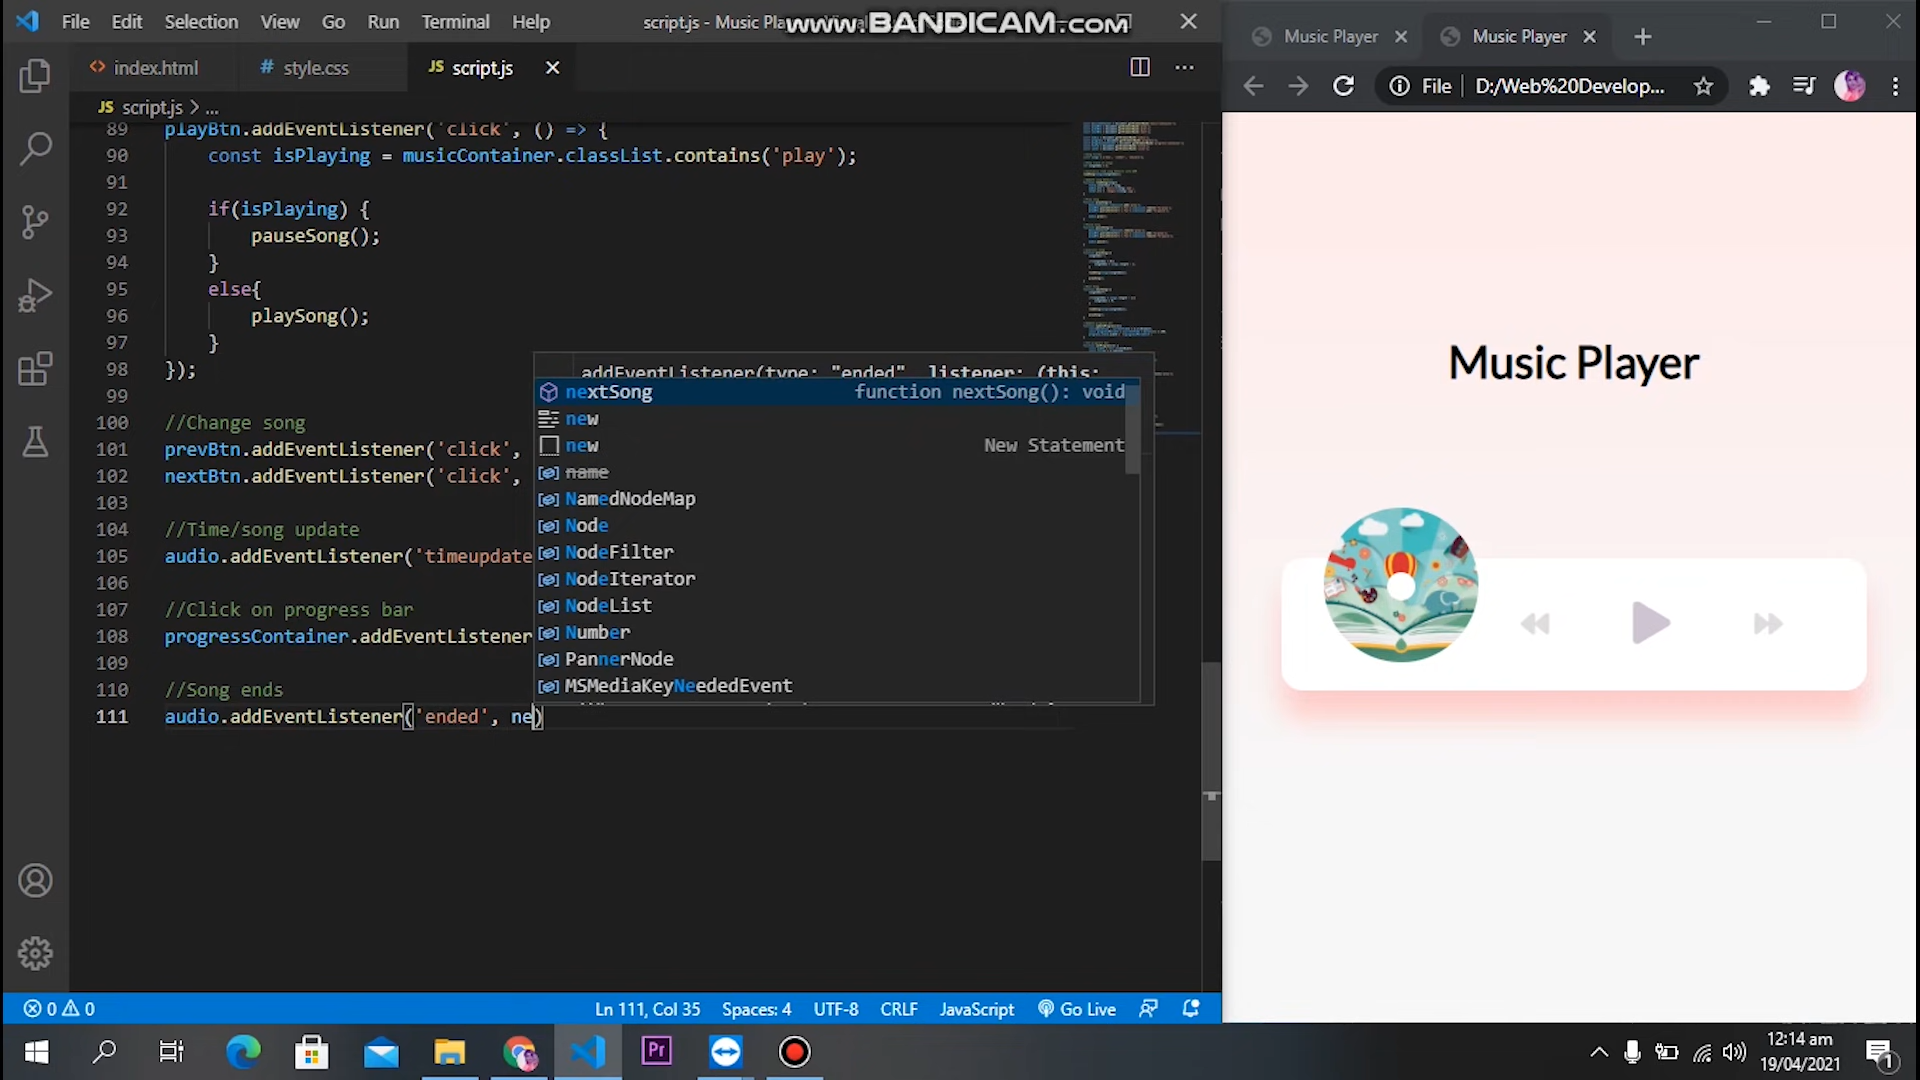 File Edit Selection View Go Run Terminal Help
script.js - Music Pla
www.BANDICAM.com
index.html
style.css
JS script.js
JS script.js > ...
89 playBtn.addEventListener('click', () => {
90 const isPlaying = musicContainer.classList.contains('play');
91
92 if(isPlaying) {
93 pauseSong();
94 }
95 else{
96 playSong();
97 }
98 });
99
100 //Change song
101 prevBtn.addEventListener('click',
102 nextBtn.addEventListener('click',
103
104 //Time/song update
105 audio.addEventListener('timeupdate
106
107 //Click on progress bar
108 progressContainer.addEventListener
109
110 //Song ends
111 audio.addEventListener('ended', ne)
addEventListener(type: "ended", listener: (this:
nextSong function nextSong(): void
new
new New Statement
name
NamedNodeMap
Node
NodeFilter
NodeIterator
NodeList
Number
PannerNode
MSMediaKeyNeededEvent
0 0
Ln 111, Col 35 Spaces: 4 UTF-8 CRLF JavaScript Go Live
Music Player
Music Player
File D:/Web%20Develop...
Music Player
Pr
12:14 am
19/04/2021
1